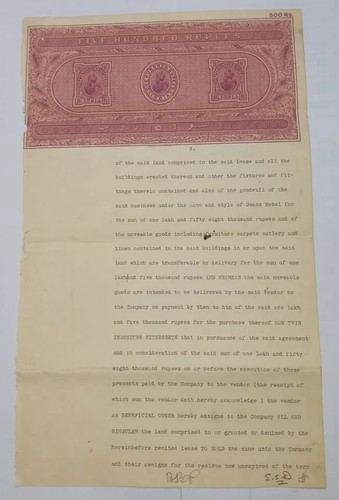 500 Rs.
FIVE HUNDRED RUPEES
of the said land comprised in the said lease and all the
buildings erected thereon and other the fixtures and fit-
tings therein contained and also of the goodwill of the
said business under the name and style of Grand Hotel for
the sum of one lakh and fifty eight thousand rupees and of
the moveable goods including furniture carpets cutlery and
linen contained in the said buildings in or upon the said
land which are transferable by delivery for the sum of one
lakh and five thousand rupees AND WHEREAS the said moveable
goods are intended to be delivered by the said Vendor to
the Company on payment by them to him of the said one lakh
and five thousand rupees for the purchase thereof NOW THIS
INDENTURE WITNESSETH that in pursuance of the said agreement
and in consideration of the said sum of one lakh and fifty
eight thousand rupees on or before the execution of these
presents paid by the Company to the vendor (the receipt of
which sum the vendor doth hereby acknowledge) the vendor
as BENEFICIAL OWNER hereby assigns to the Company ALL AND
SINGULAR the land comprised in or granted or demised by the
hereinbefore recited lease TO HOLD the same unto the Company
and their assigns for the residue now unexpired of the term